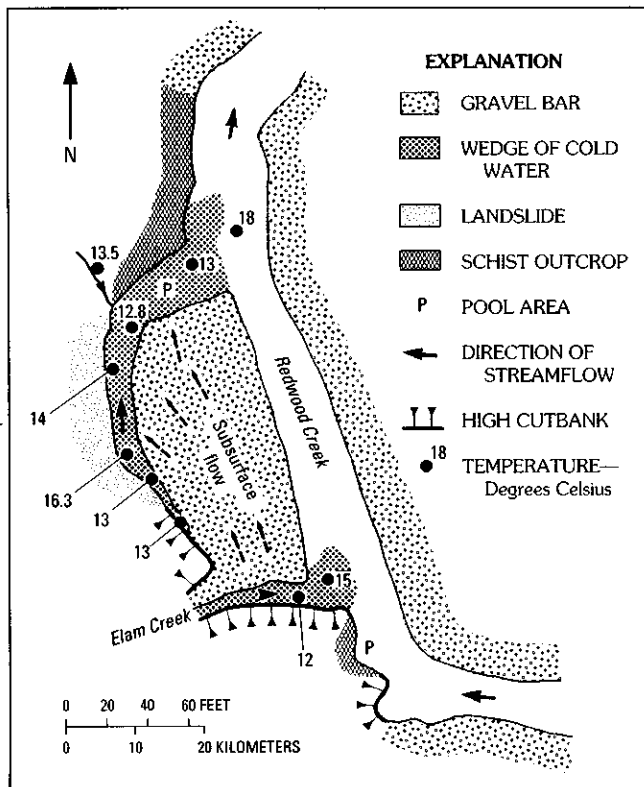 EXPLANATION
GRAVEL BAR
WEDGE OF COLD
WATER
LANDSLIDE
SCHIST OUTCROP
P
POOL AREA
DIRECTION OF
STREAMFLOW
HIGH CUTBANK
18
TEMPERATURE—
Degrees Celsius
N
18
13.5
13
P
12.8
14
Redwood Creek
Subsurface
flow
16.3
13
13
15
Elam Creek
12
P
0 20 40 60 FEET
0 10 20 KILOMETERS